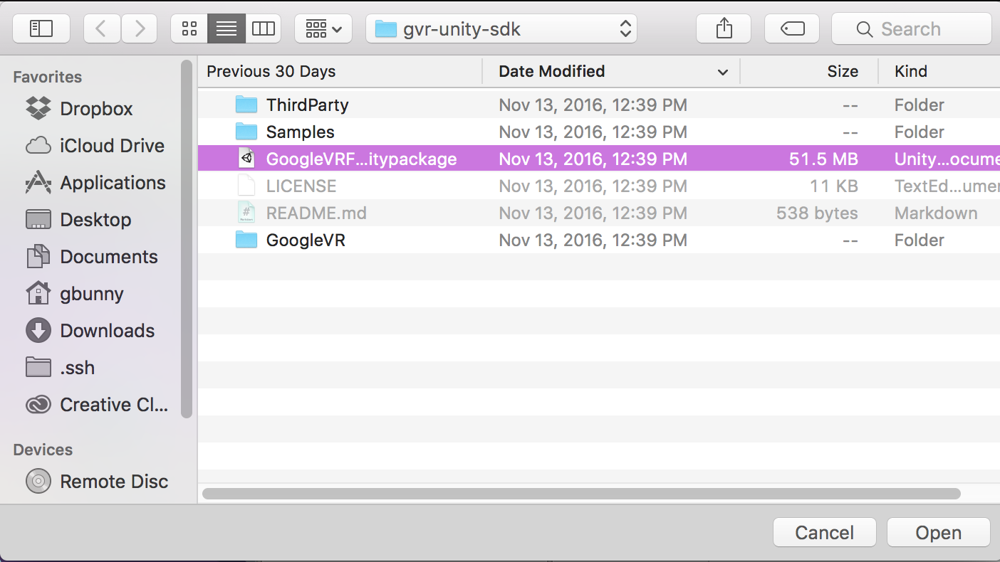 gvr-unity-sdk Search
Favorites
Dropbox
iCloud Drive
Applications
Desktop
Documents
gbunny
Downloads
.ssh
Creative Cl...
Devices
Remote Disc
Previous 30 Days Date Modified Size Kind
ThirdParty Nov 13, 2016, 12:39 PM -- Folder
Samples Nov 13, 2016, 12:39 PM -- Folder
GoogleVRF...itypackage Nov 13, 2016, 12:39 PM 51.5 MB Unity...ocume
LICENSE Nov 13, 2016, 12:39 PM 11 KB TextEd...umen
README.md Nov 13, 2016, 12:39 PM 538 bytes Markdown
GoogleVR Nov 13, 2016, 12:39 PM -- Folder
Cancel Open